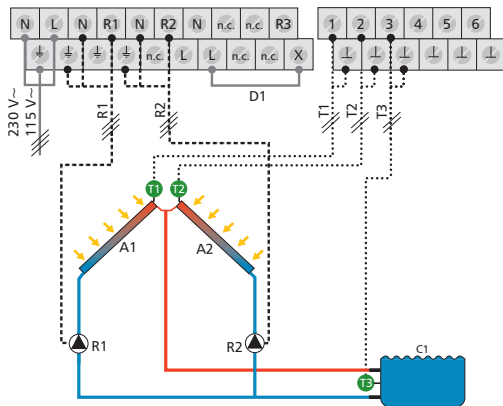 N L N R1 N R2 N n.c. n.c. R3
n.c. L L n.c. n.c. X
1 2 3 4 5 6
D1
230 V~
115 V~
R1
R2
T1
T2
T3
T1 T2
A1 A2
R1 R2
C1
T3